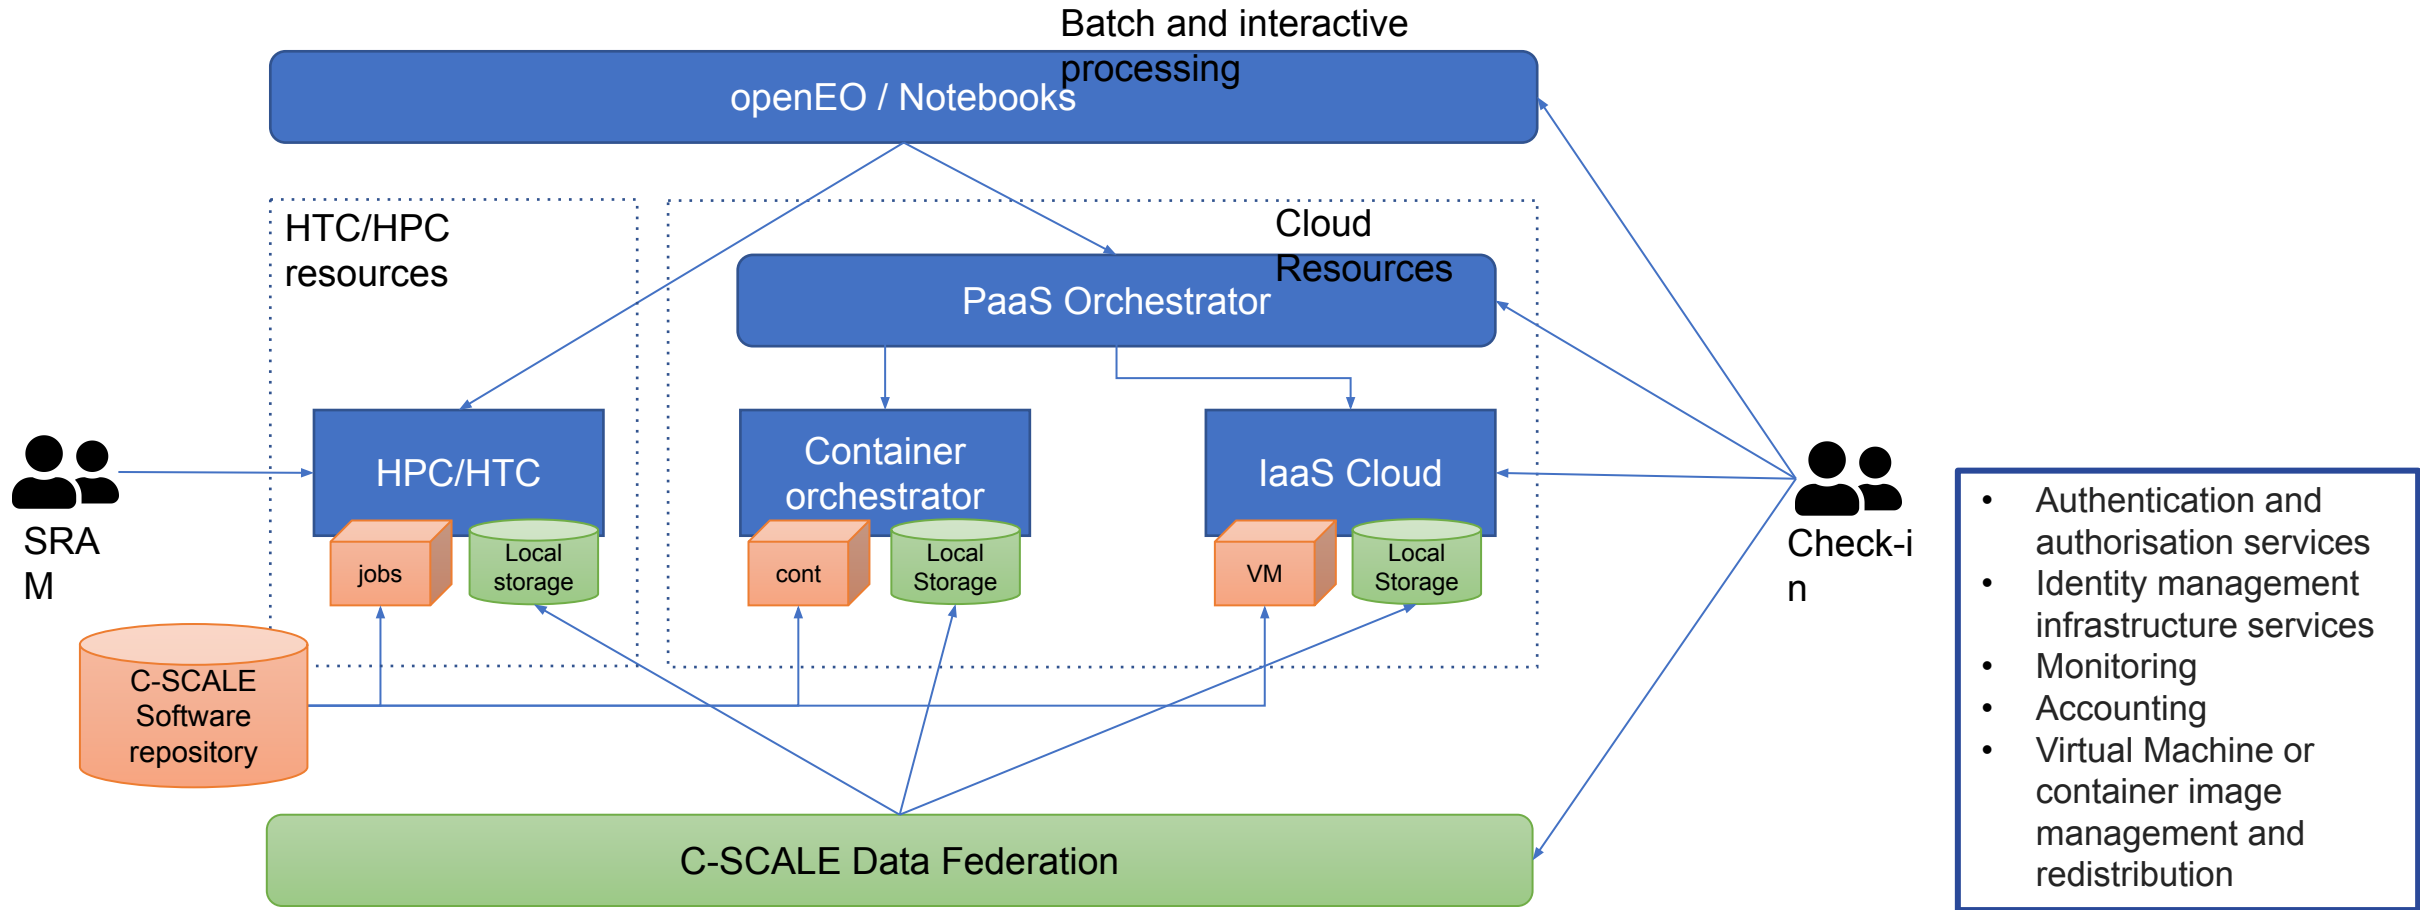 Batch and interactive
processing
openEO / Notebooks
HTC/HPC
resources
Cloud
Resources
PaaS Orchestrator
HPC/HTC
Container
orchestrator
IaaS Cloud
SRA
M
Check-i
n
jobs
Local
storage
cont
Local
Storage
VM
Local
Storage
C-SCALE
Software
repository
C-SCALE Data Federation
• Authentication and
authorisation services
• Identity management
infrastructure services
• Monitoring
• Accounting
• Virtual Machine or
container image
management and
redistribution